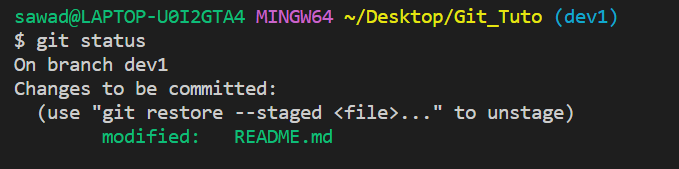 sawad@LAPTOP-U0I2GTA4 MINGW64 ~/Desktop/Git_Tuto (dev1)
$ git status
On branch dev1
Changes to be committed:
  (use "git restore --staged <file>..." to unstage)
        modified:   README.md